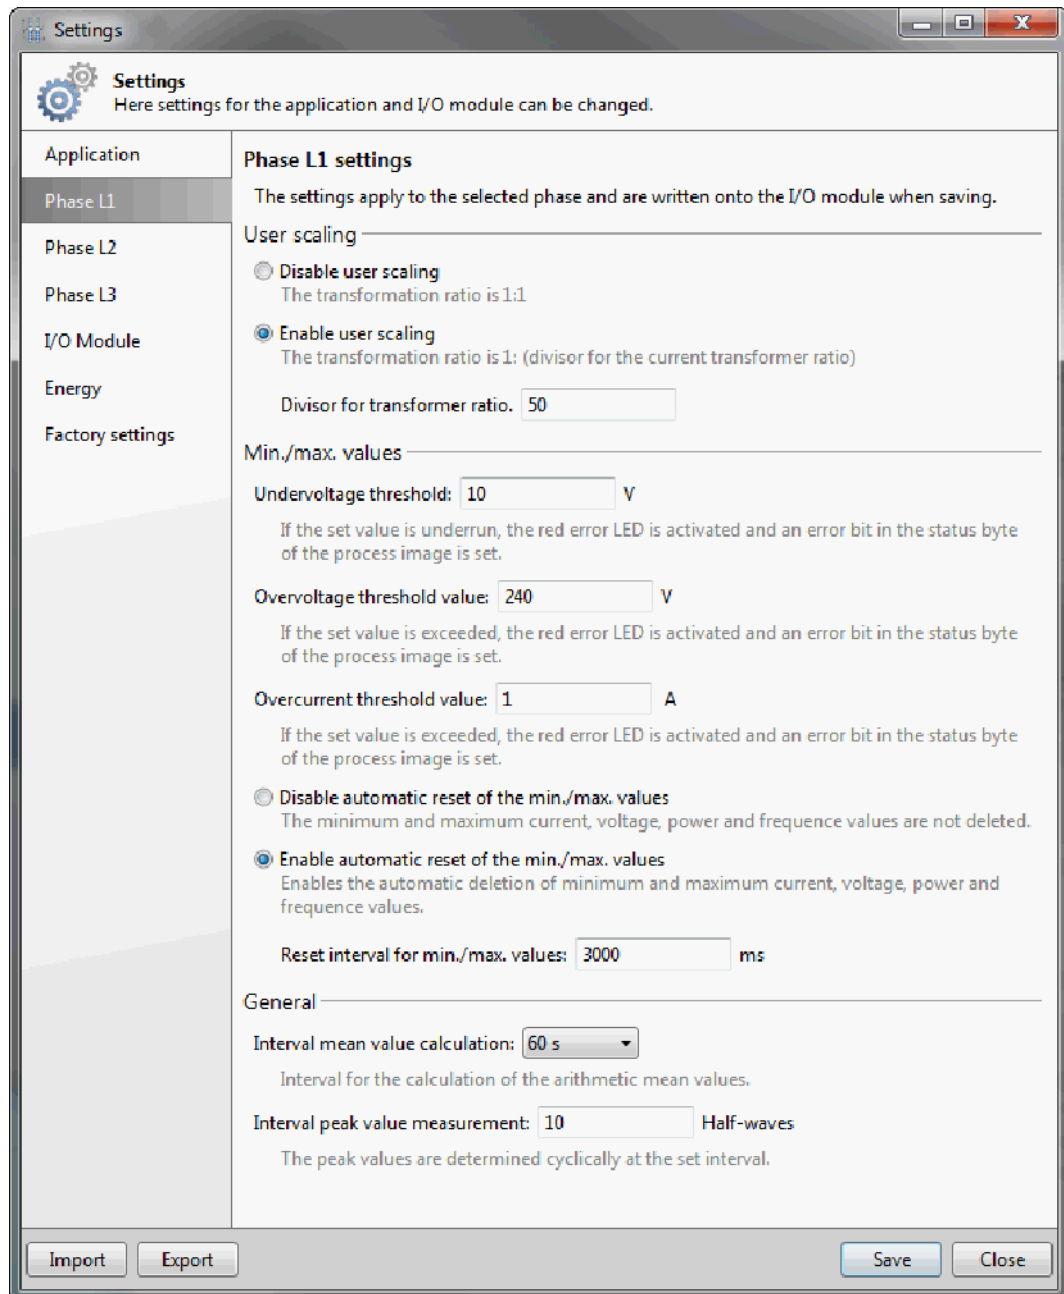 Settings
Settings
Here settings for the application and I/O module can be changed.
Application
Phase L1
Phase L2
Phase L3
I/O Module
Energy
Factory settings
Phase L1 settings
The settings apply to the selected phase and are written onto the I/O module when saving.
User scaling
Disable user scaling
The transformation ratio is 1:1
Enable user scaling
The transformation ratio is 1: (divisor for the current transformer ratio)
Divisor for transformer ratio. 50
Min./max. values
Undervoltage threshold: 10 V
If the set value is underrun, the red error LED is activated and an error bit in the status byte
of the process image is set.
Overvoltage threshold value: 240 V
If the set value is exceeded, the red error LED is activated and an error bit in the status byte
of the process image is set.
Overcurrent threshold value: 1 A
If the set value is exceeded, the red error LED is activated and an error bit in the status byte
of the process image is set.
Disable automatic reset of the min./max. values
The minimum and maximum current, voltage, power and frequence values are not deleted.
Enable automatic reset of the min./max. values
Enables the automatic deletion of minimum and maximum current, voltage, power and
frequence values.
Reset interval for min./max. values: 3000 ms
General
Interval mean value calculation: 60 s
Interval for the calculation of the arithmetic mean values.
Interval peak value measurement: 10 Half-waves
The peak values are determined cyclically at the set interval.
Import Export Save Close